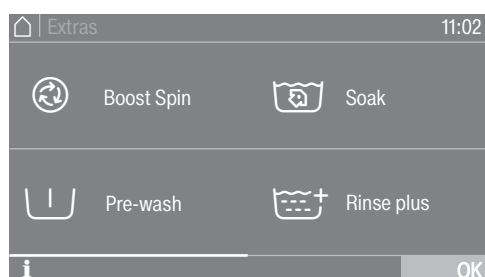 Extras 11:02
Boost Spin Soak
Pre-wash Rinse plus
i OK